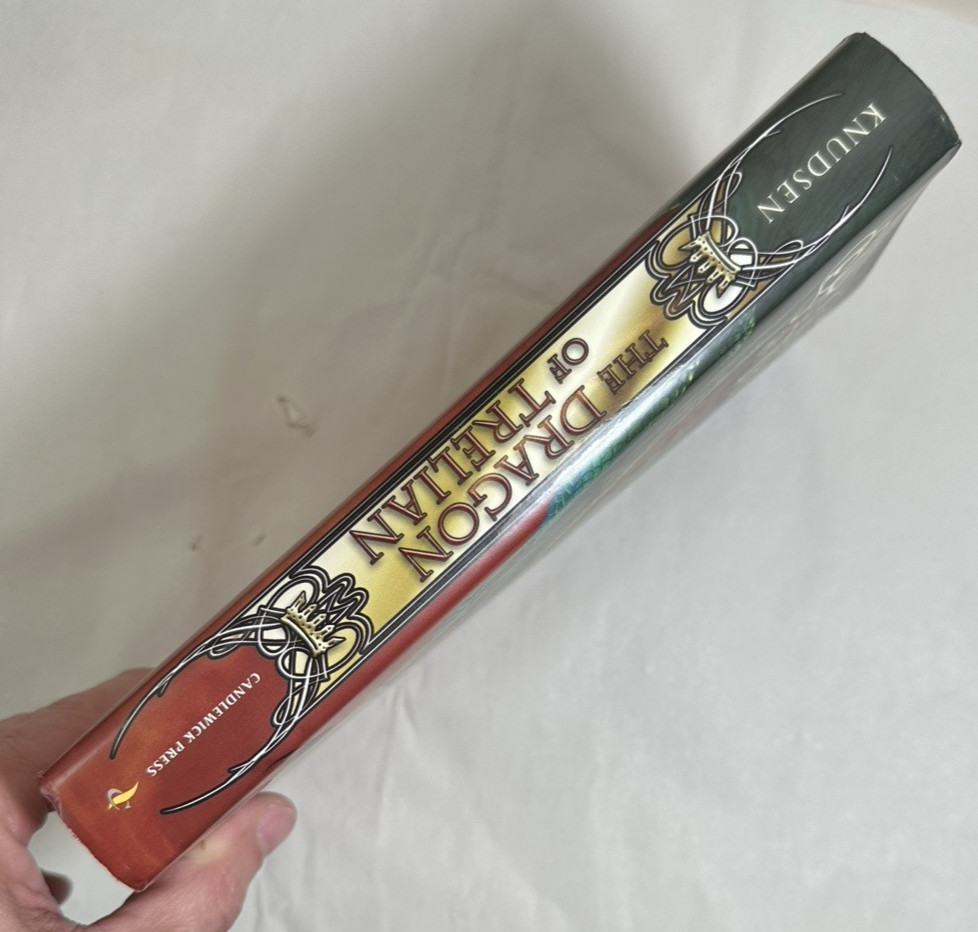 KNUDSEN
THE DRAGON
OF TRELIAN
CANDLEWICK PRESS